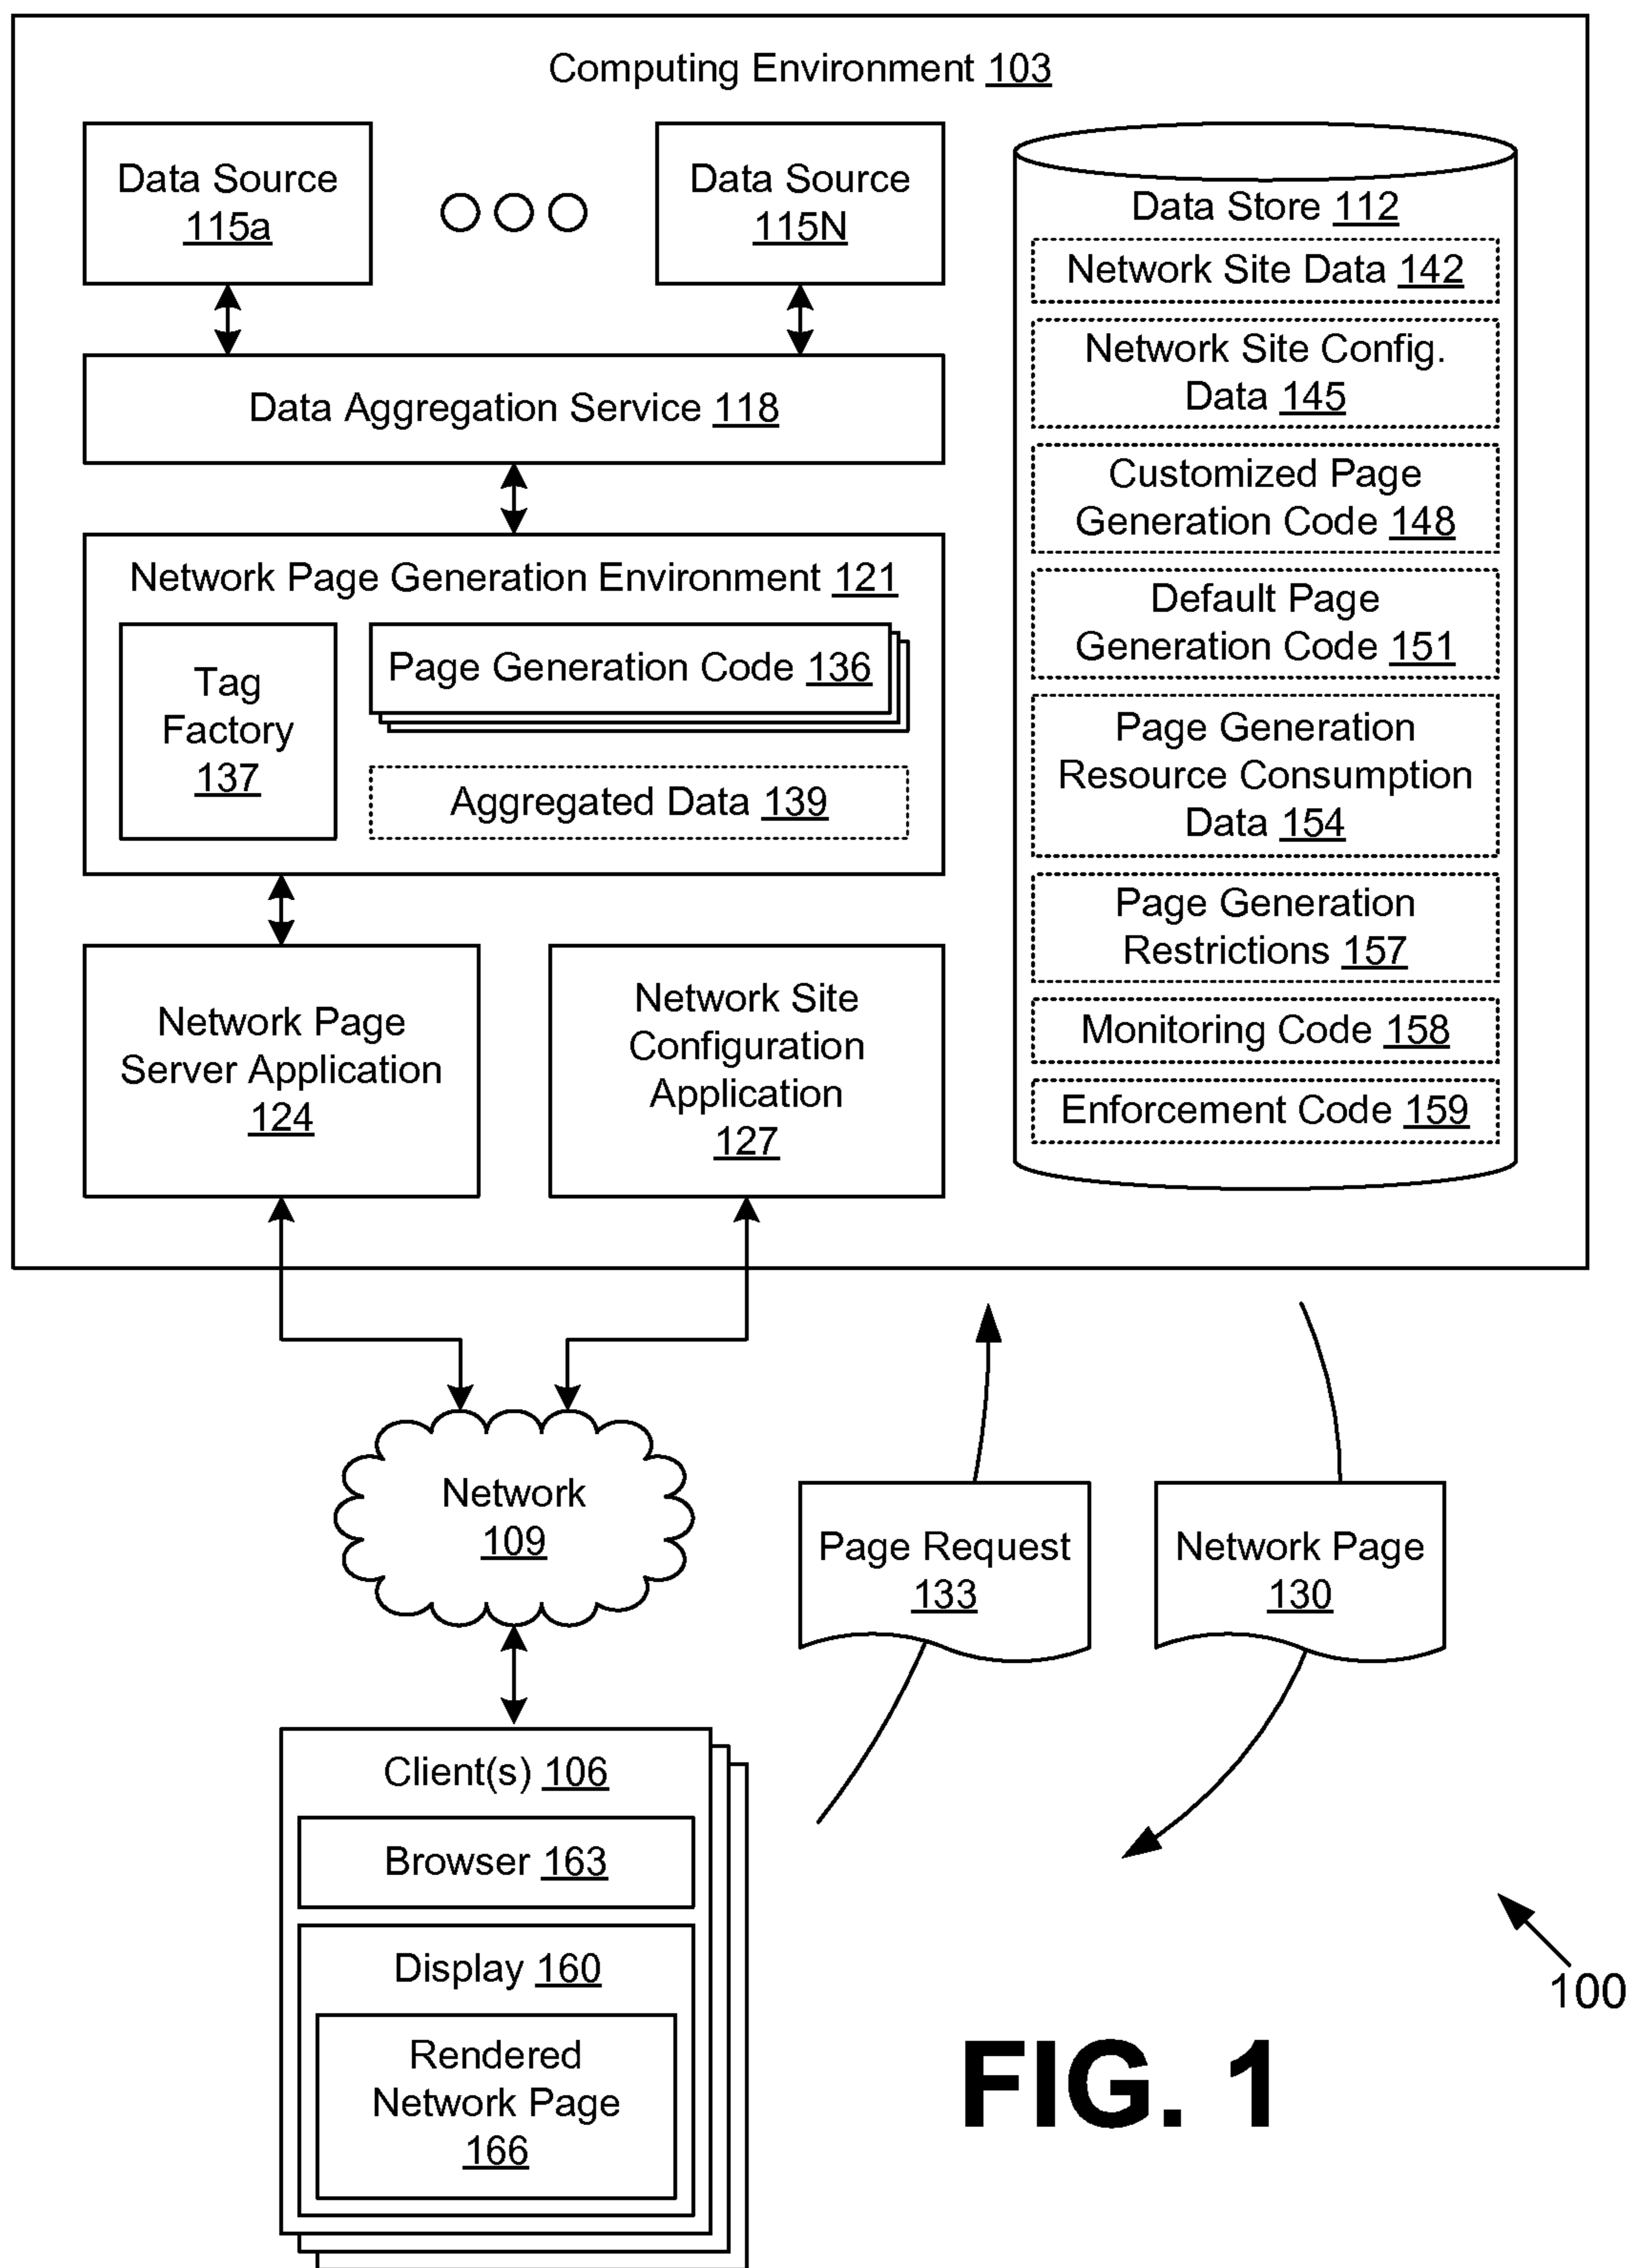 Computing Environment 103
Data Source
115a
Data Source
115N
Data Aggregation Service 118
Network Page Generation Environment 121
Tag
Factory
137
Page Generation Code 136
Aggregated Data 139
Network Page
Server Application
124
Network Site
Configuration
Application
127
Data Store 112
Network Site Data 142
Network Site Config.
Data 145
Customized Page
Generation Code 148
Default Page
Generation Code 151
Page Generation
Resource Consumption
Data 154
Page Generation
Restrictions 157
Monitoring Code 158
Enforcement Code 159
Network
109
Page Request
133
Network Page
130
Client(s) 106
Browser 163
Display 160
Rendered
Network Page
166
100
FIG. 1